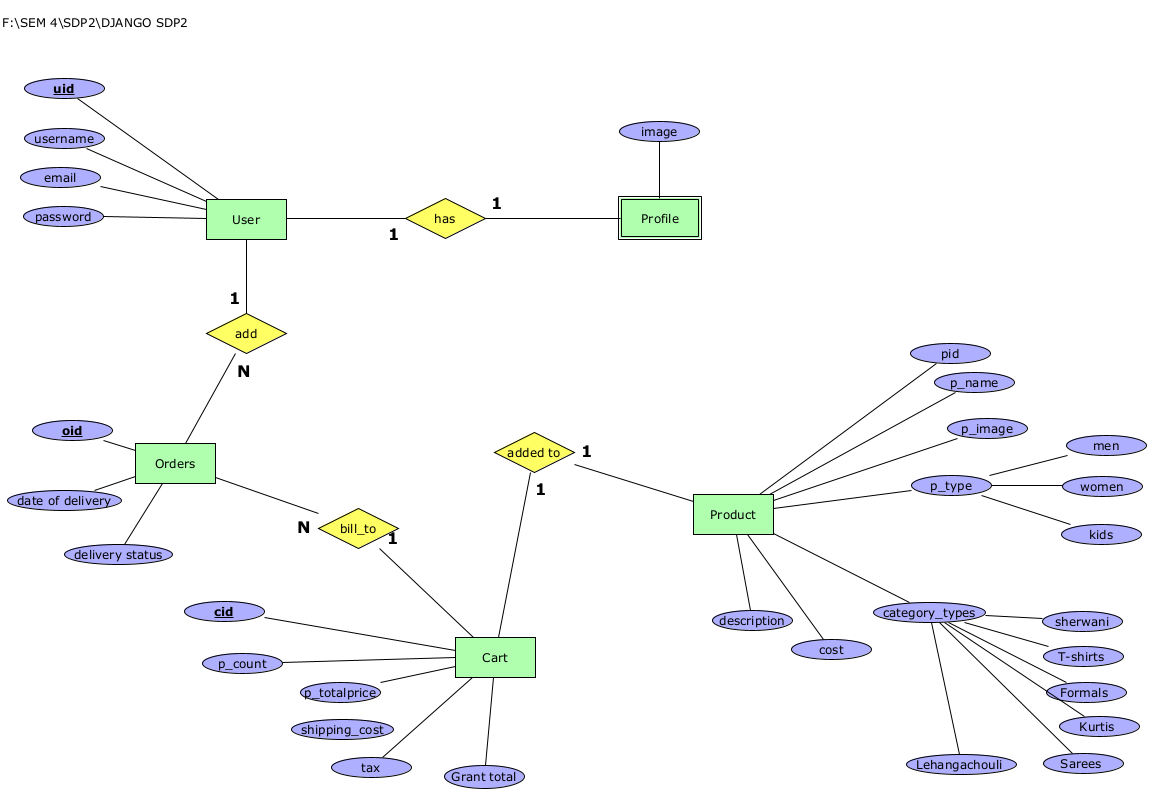 F:\SEM 4\SDP2\DJANGO SDP2
uid
username
email
password
User
1
has
1
image
Profile
1
add
N
oid
Orders
date of delivery
delivery status
N
bill_to
1
added to
1
1
pid
p_name
p_image
p_type
men
women
kids
Product
description
cost
category_types
sherwani
T-shirts
Formals
Kurtis
Sarees
Lehangachouli
cid
p_count
p_totalprice
shipping_cost
tax
Grant total
Cart